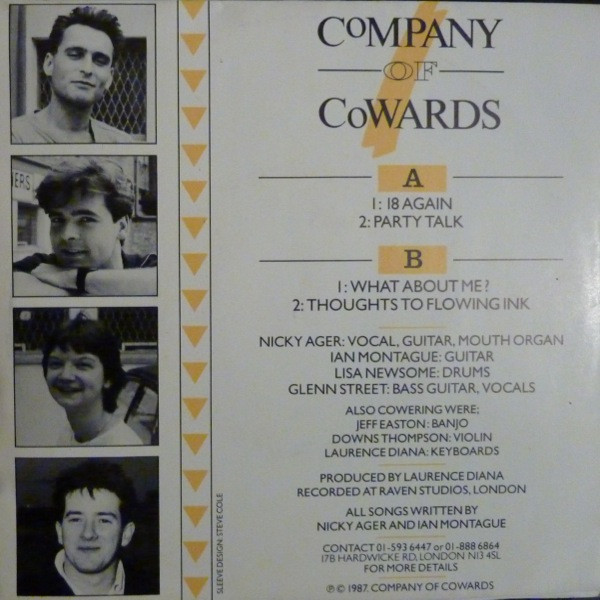 COMPANY
OF
COWARDS
A
1: 18 AGAIN
2: PARTY TALK
B
1: WHAT ABOUT ME?
2: THOUGHTS TO FLOWING INK
NICKY AGER: VOCAL, GUITAR, MOUTH ORGAN
IAN MONTAGUE: GUITAR
LISA NEWSOME: DRUMS
GLENN STREET: BASS GUITAR, VOCALS
ALSO COWERING WERE;
JEFF EASTON: BANJO
DOWNS THOMPSON: VIOLIN
LAURENCE DIANA: KEYBOARDS
PRODUCED BY LAURENCE DIANA
RECORDED AT RAVEN STUDIOS, LONDON
ALL SONGS WRITTEN BY
NICKY AGER AND IAN MONTAGUE
CONTACT 01-593 6447 or 01-888 6864
17B HARDWICKE RD, LONDON N13 4SL
FOR MORE DETAILS
℗ © 1987. COMPANY OF COWARDS
SLEEVE DESIGN: STEVE COLE
ERS